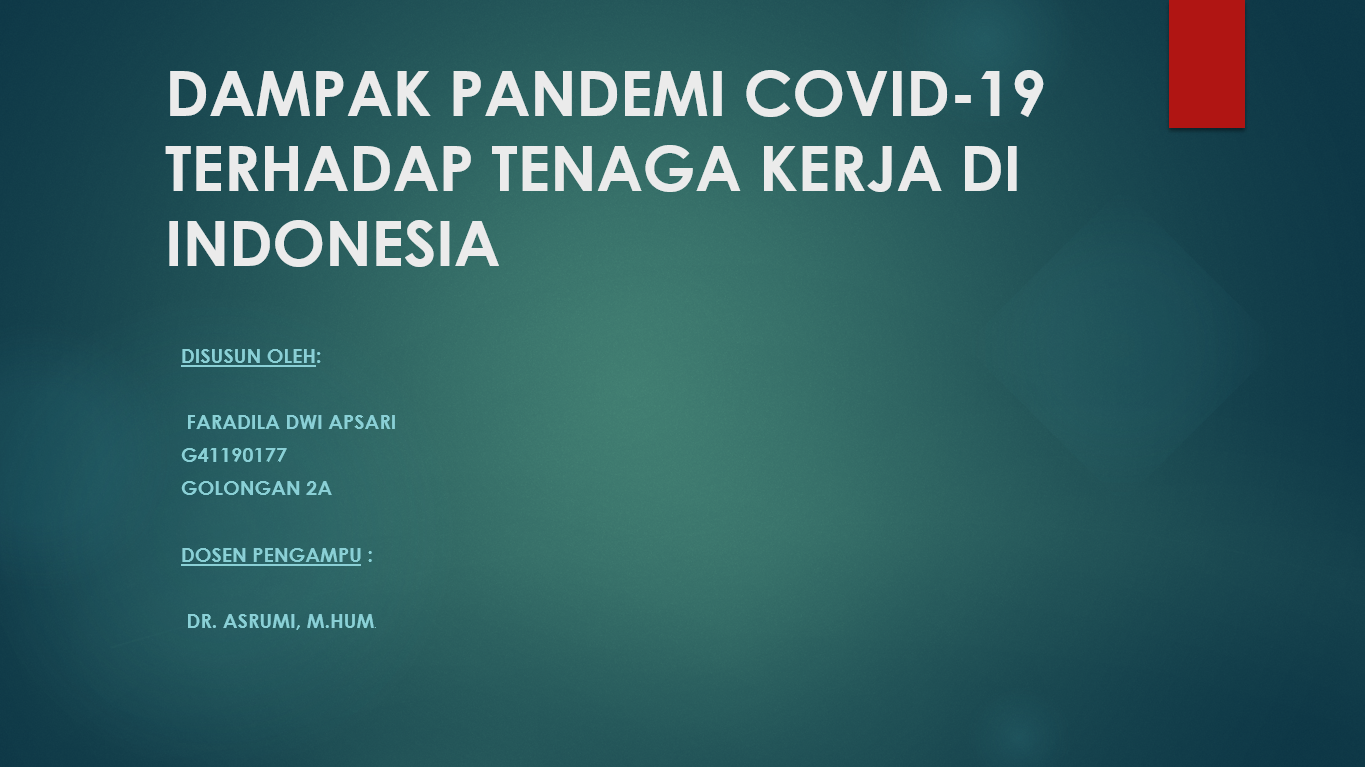 DAMPAK PANDEMI COVID-19
TERHADAP TENAGA KERJA DI
INDONESIA
DISUSUN OLEH:
FARADILA DWI APSARI
G41190177
GOLONGAN 2A
DOSEN PENGAMPU :
DR. ASRUMI, M.HUM.